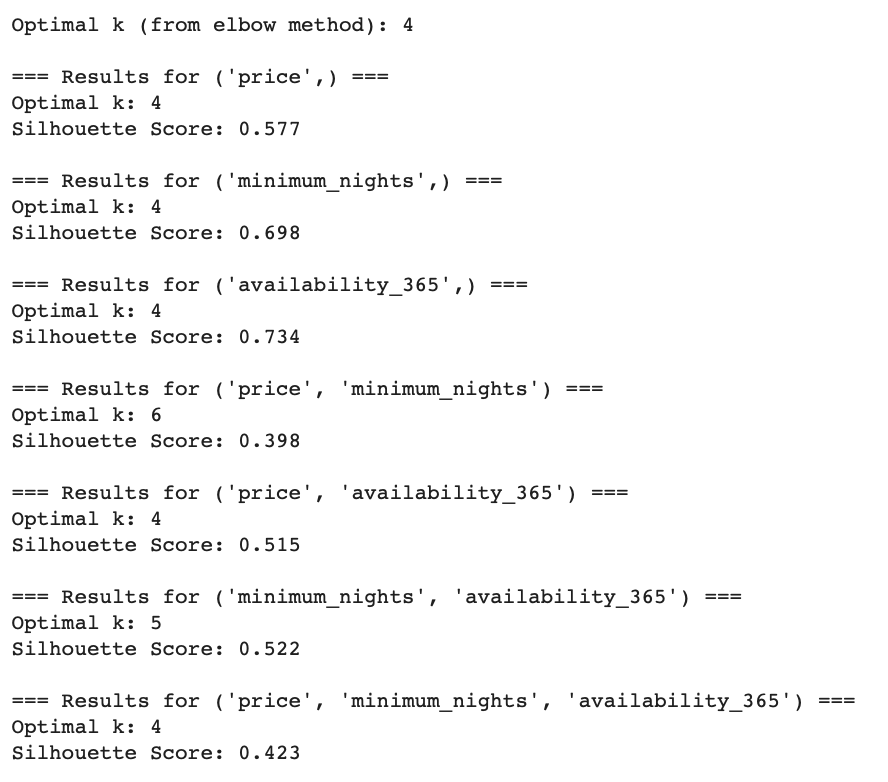 Optimal k (from elbow method): 4
=== Results for ('price',) ===
Optimal k: 4
Silhouette Score: 0.577
=== Results for ('minimum_nights',) ===
Optimal k: 4
Silhouette Score: 0.698
=== Results for ('availability_365',) ===
Optimal k: 4
Silhouette Score: 0.734
=== Results for ('price', 'minimum_nights') ===
Optimal k: 6
Silhouette Score: 0.398
=== Results for ('price', 'availability_365') ===
Optimal k: 4
Silhouette Score: 0.515
=== Results for ('minimum_nights', 'availability_365') ===
Optimal k: 5
Silhouette Score: 0.522
=== Results for ('price', 'minimum_nights', 'availability_365') ===
Optimal k: 4
Silhouette Score: 0.423